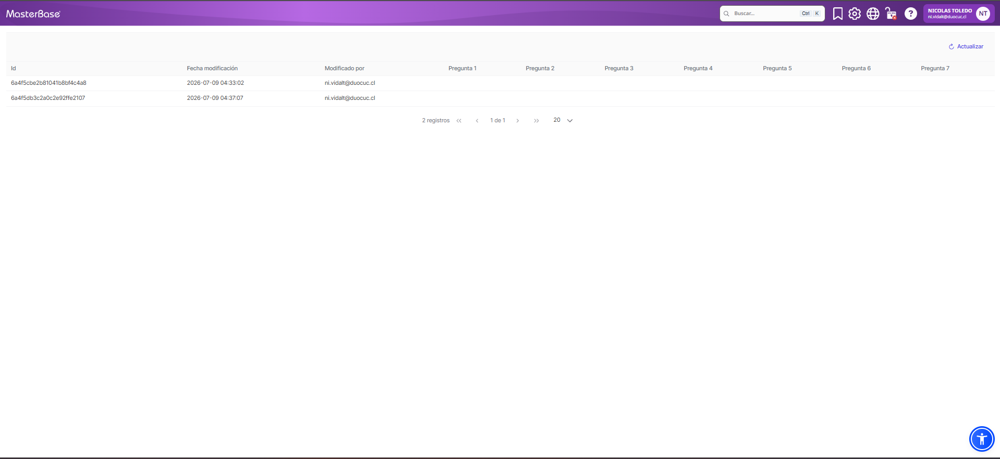 MasterBase
Buscar... Ctrl K
? NICOLAS TOLEDO
ni.vidalt@duocuc.cl
NT
Actualizar
Id Fecha modificación Modificado por Pregunta 1 Pregunta 2 Pregunta 3 Pregunta 4 Pregunta 5 Pregunta 6 Pregunta 7
6a4f5cbe2b81041b8bf4c4a8 2026-07-09 04:33:02 ni.vidalt@duocuc.cl
6a4f5db3c2a0c2e92ffe2107 2026-07-09 04:37:07 ni.vidalt@duocuc.cl
2 registros << < 1 de 1 > >> 20